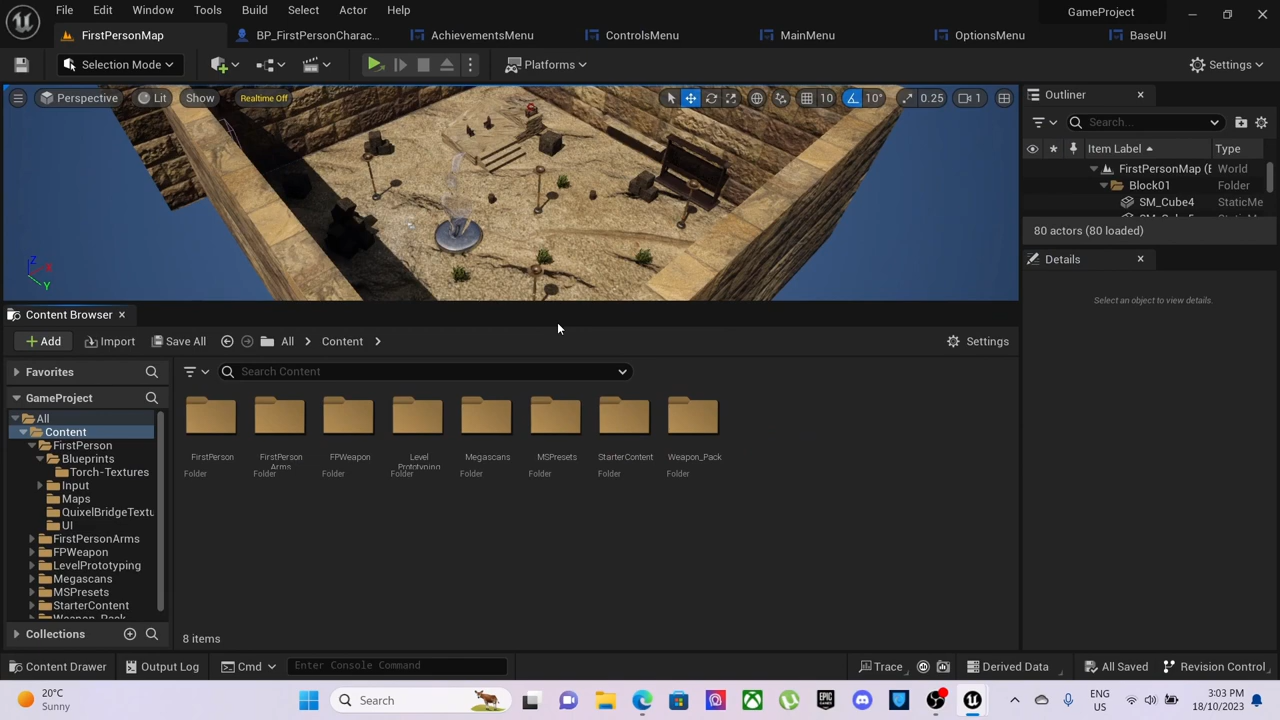 File Edit Window Tools Build Select Actor Help GameProject
FirstPersonMap BP_FirstPersonCharac... AchievementsMenu ControlsMenu MainMenu OptionsMenu BaseUI
Selection Mode Platforms Settings
Perspective Lit Show Realtime Off 10 10° 0.25 1
Outliner
Search...
Item Label Type
FirstPersonMap (E World
Block01 Folder
SM_Cube4 StaticMe
80 actors (80 loaded)
Details
Select an object to view details.
Z
X
Y
Content Browser
Add Import Save All All Content Settings
Favorites
Search Content
GameProject
All
Content
FirstPerson
Blueprints
Torch-Textures
Input
Maps
QuixelBridgeTextu
UI
FirstPersonArms
FPWeapon
LevelPrototyping
Megascans
MSPresets
StarterContent
Weapon_Pack
Collections
FirstPerson
Folder
FirstPerson
Arms
Folder
FPWeapon
Folder
Level
Prototyping
Folder
Megascans
Folder
MSPresets
Folder
StarterContent
Folder
Weapon_Pack
Folder
8 items
Content Drawer Output Log Cmd Enter Console Command Trace Derived Data All Saved Revision Control
20°C
Sunny
Search
EPIC
GAMES
ENG
US
3:03 PM
18/10/2023